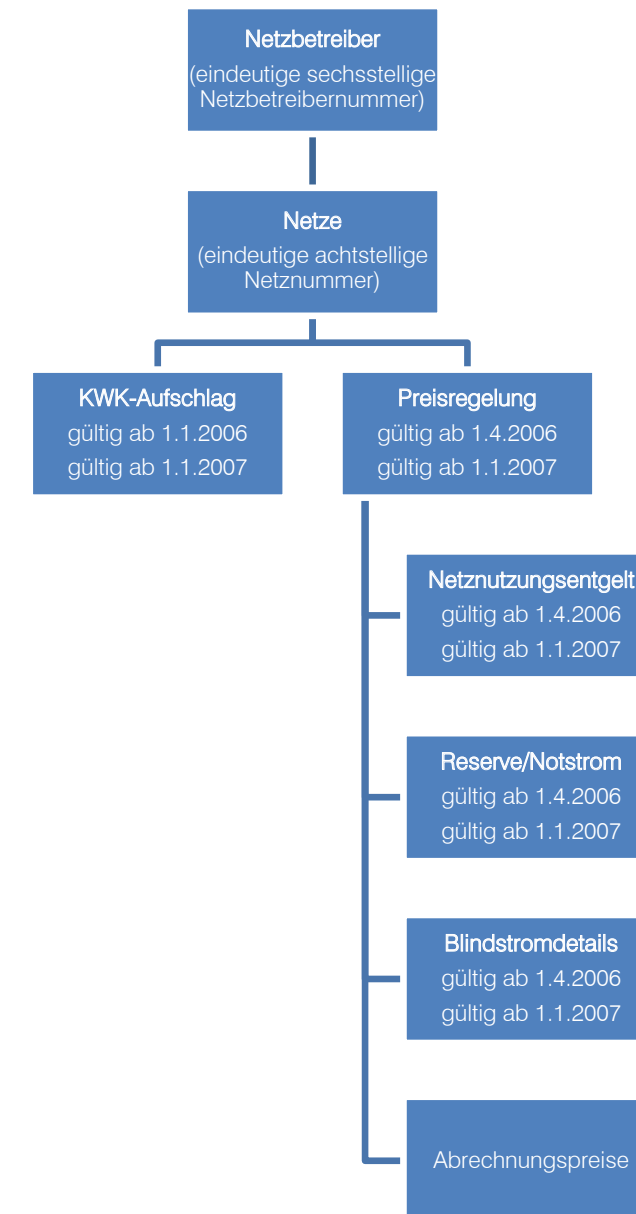 Netzbetreiber
(eindeutige sechsstellige
Netzbetreibernummer)
Netze
(eindeutige achtstellige
Netznummer)
KWK-Aufschlag
gültig ab 1.1.2006
gültig ab 1.1.2007
Preisregelung
gültig ab 1.4.2006
gültig ab 1.1.2007
Netznutzungsentgelt
gültig ab 1.4.2006
gültig ab 1.1.2007
Reserve/Notstrom
gültig ab 1.4.2006
gültig ab 1.1.2007
Blindstromdetails
gültig ab 1.4.2006
gültig ab 1.1.2007
Abrechnungspreise